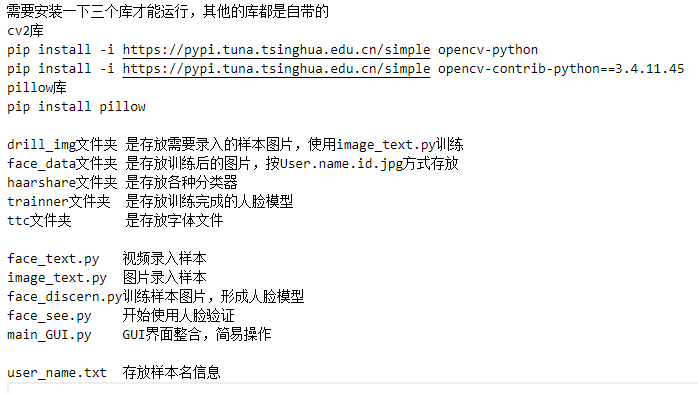 需要安装一下三个库才能运行，其他的库都是自带的
cv2库
pip install -i https://pypi.tuna.tsinghua.edu.cn/simple opencv-python
pip install -i https://pypi.tuna.tsinghua.edu.cn/simple opencv-contrib-python==3.4.11.45
pillow库
pip install pillow
drill_img文件夹 是存放需要录入的样本图片，使用image_text.py训练
face_data文件夹 是存放训练后的图片，按User.name.id.jpg方式存放
haarshare文件夹 是存放各种分类器
trainner文件夹 是存放训练完成的人脸模型
ttc文件夹 是存放字体文件
face_text.py 视频录入样本
image_text.py 图片录入样本
face_discern.py训练样本图片，形成人脸模型
face_see.py 开始使用人脸验证
main_GUI.py GUI界面整合，简易操作
user_name.txt 存放样本名信息